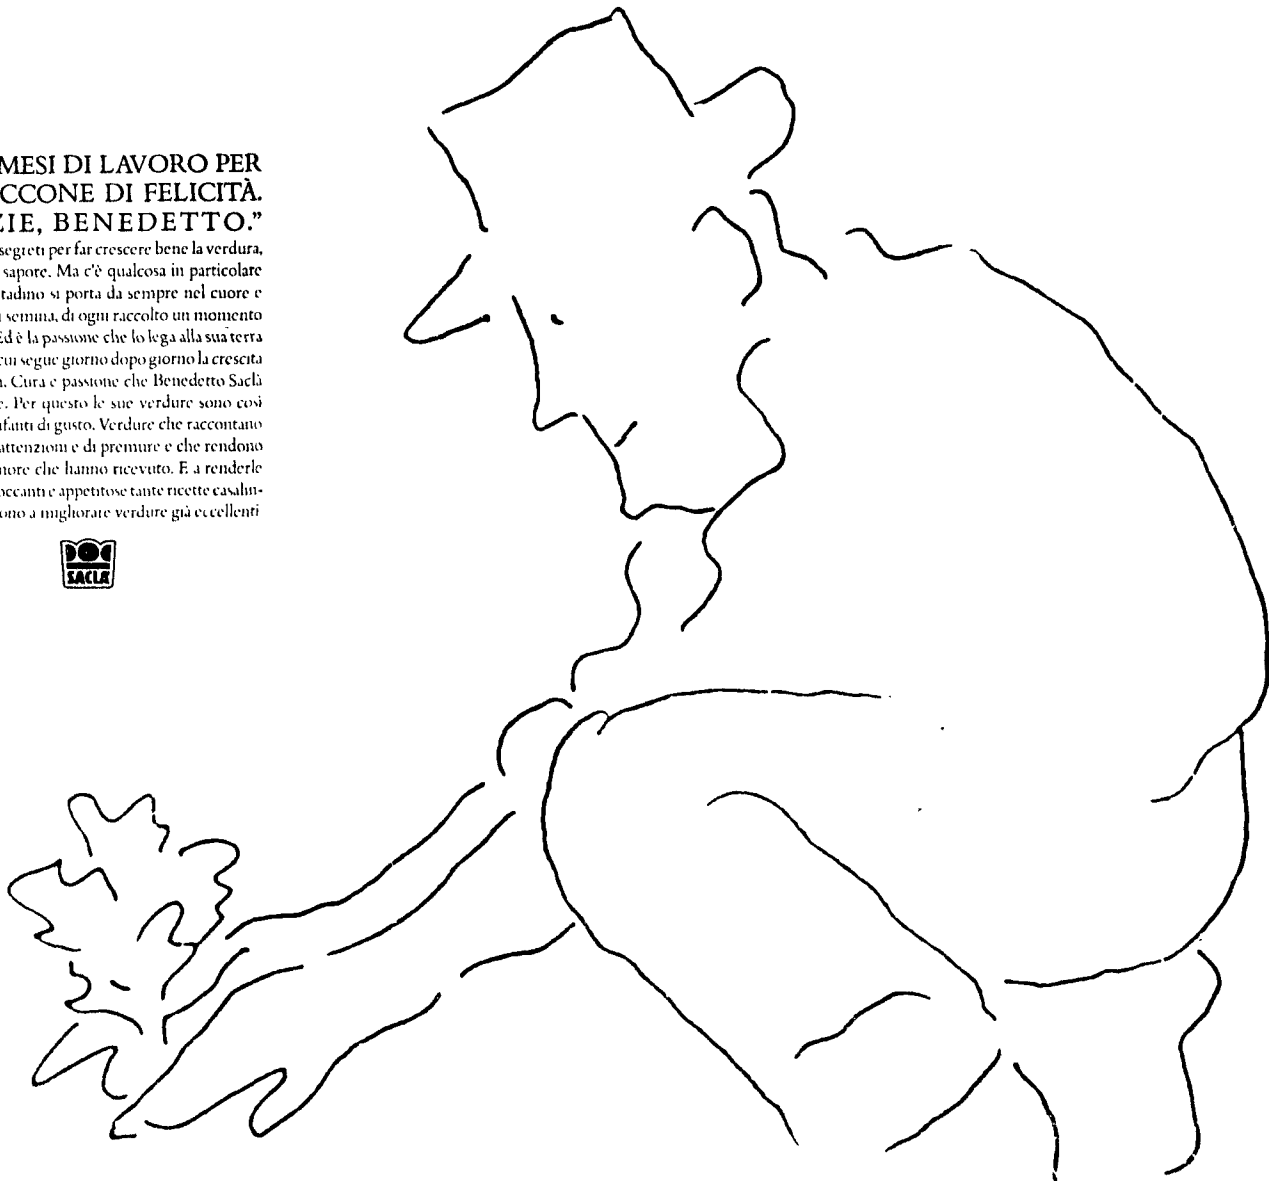 MESI DI LAVORO PER
CCONE DI FELICITÀ.
ZIE, BENEDETTO.”
segreti per far crescere bene la verdura,
sapore. Ma c'è qualcosa in particolare
tadino si porta da sempre nel cuore e
semina, di ogni raccolto un momento
Ed è la passione che lo lega alla sua terra
cui segue giorno dopo giorno la crescita
a. Cura e passione che Benedetto Saclà
e. Per questo le sue verdure sono così
fanti di gusto. Verdure che raccontano
attenzioni e di premure e che rendono
more che hanno ricevuto. E a renderle
occanti e appetitose tante ricette casalin-
ono a migliorare verdure già eccellenti
DOC
SACLÀ